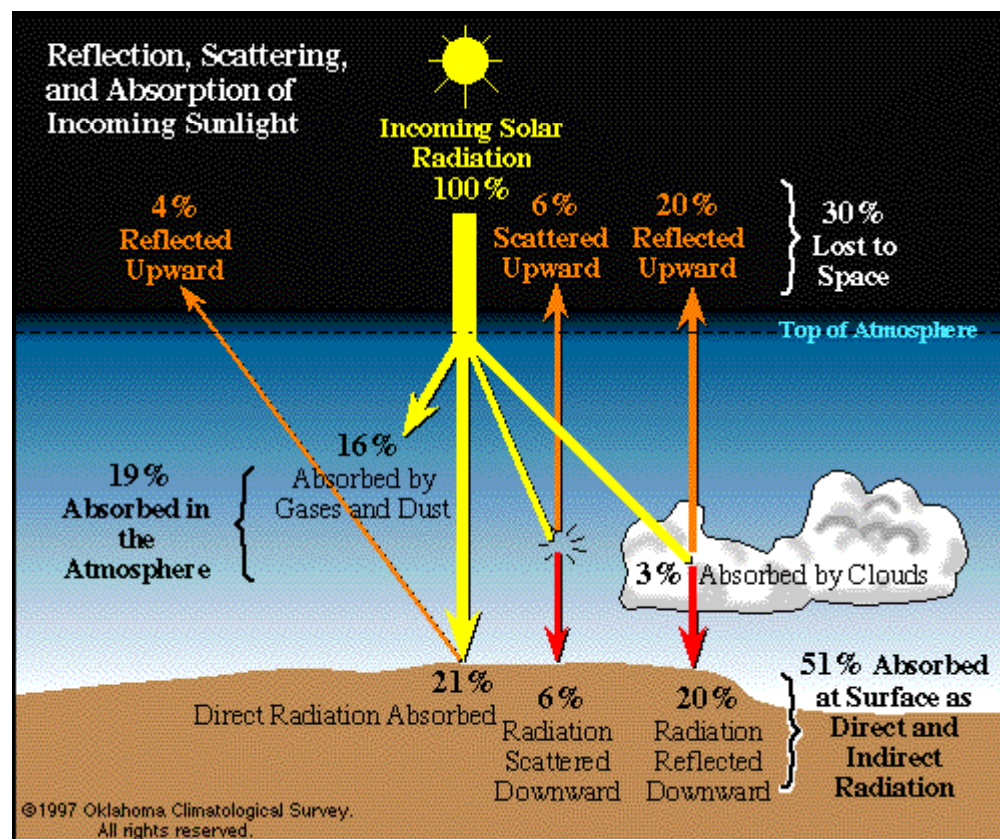 Reflection, Scattering,
and Absorption of
Incoming Sunlight
Incoming Solar
Radiation
100%
4%
Reflected
Upward
6%
Scattered
Upward
20%
Reflected
Upward
30%
Lost to
Space
Top of Atmosphere
16%
Absorbed by
Gases and Dust
19%
Absorbed in
the
Atmosphere
3% Absorbed by Clouds
21%
Direct Radiation Absorbed
6%
Radiation
Scattered
Downward
20%
Radiation
Reflected
Downward
51% Absorbed
at Surface as
Direct and
Indirect
Radiation
©1997 Oklahoma Climatological Survey.
All rights reserved.